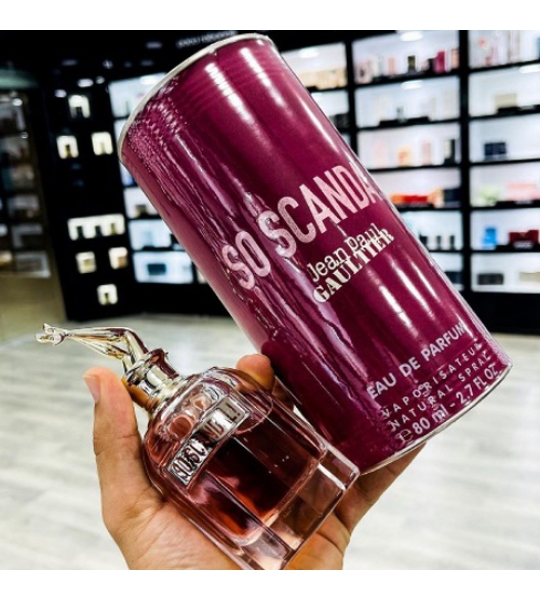 SO SCANDA
Jean Paul
GAULTIER
EAU DE PARFUM
VAPORISATEUR
NATURAL SPRAY
℮ 80 ml - 2.7 FL.OZ